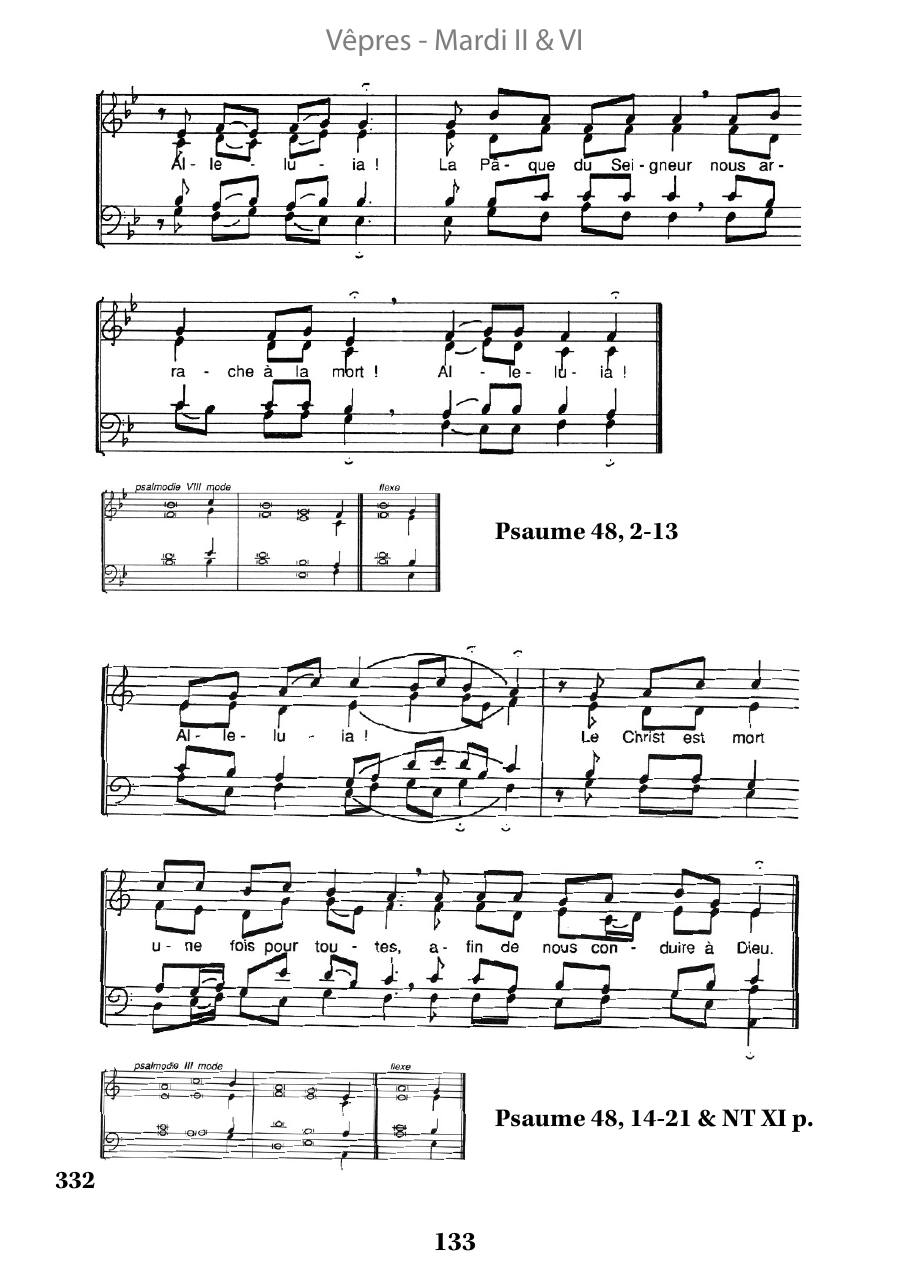 Vêpres - Mardi II & VI
Al- le - lu - ia ! La Pâ - que du Sei - gneur nous ar-
ra - che à la mort ! Al - le - lu - ia !
psalmodie VIII mode flexe
Psaume 48, 2-13
Al - le - lu - ia ! Le Christ est mort
u - ne fois pour tou - tes, a - fin de nous con - duire à Dieu.
psalmodie III mode flexe
Psaume 48, 14-21 & NT XI p.
332
133